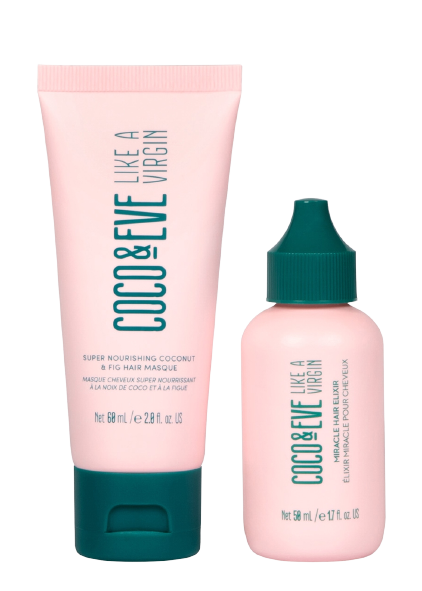 COCO&EVE
LIKE A
VIRGIN
SUPER NOURISHING COCONUT
& FIG HAIR MASQUE
MASQUE CHEVEUX SUPER NOURRISSANT
À LA NOIX DE COCO ET À LA FIGUE
Net 60 mL / e 2.0 fl. oz. US
COCO&EVE
LIKE A
VIRGIN
MIRACLE HAIR ELIXIR
ÉLIXIR MIRACLE POUR CHEVEUX
Net 50 mL / e 1.7 fl. oz. US